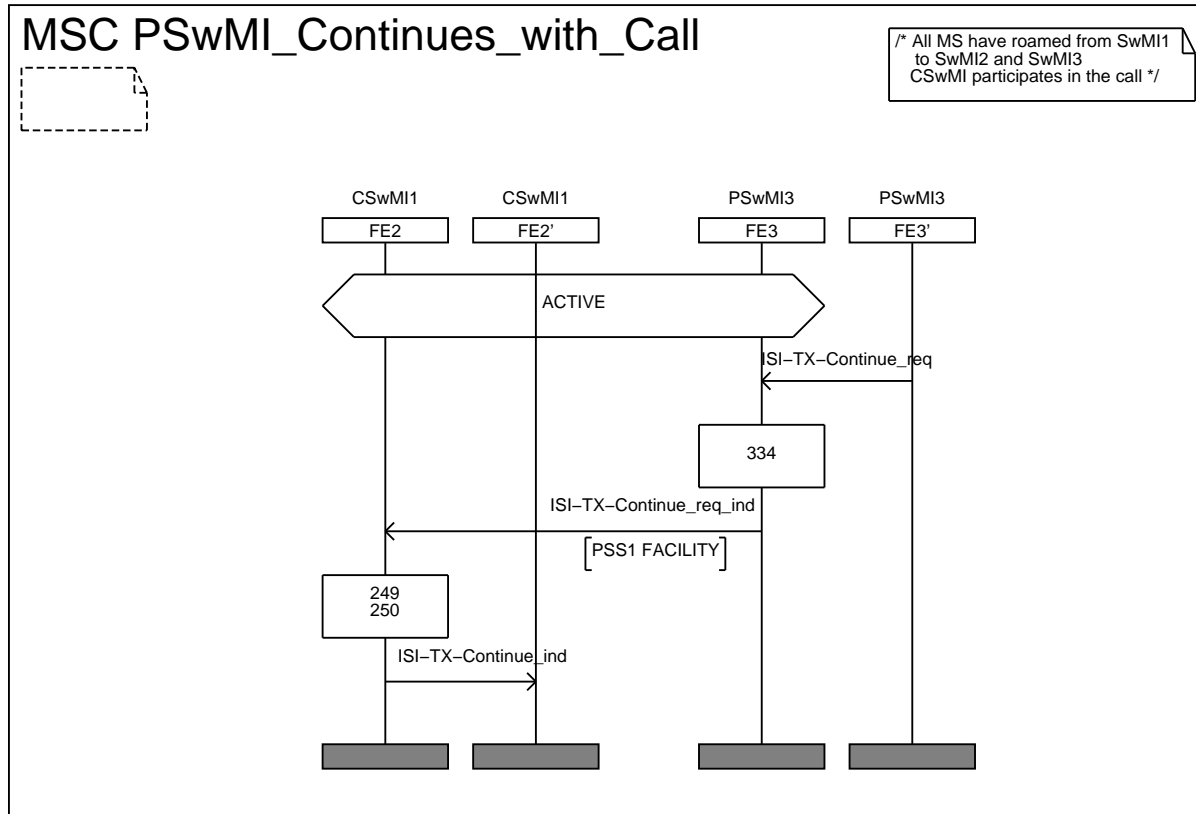 MSC PSwMI_Continues_with_Call
/* All MS have roamed from SwMI1
to SwMI2 and SwMI3
CSwMI participates in the call */
CSwMI1 CSwMI1 PSwMI3 PSwMI3
FE2 FE2' FE3 FE3'
ACTIVE
ISI−TX−Continue_req
334
ISI−TX−Continue_req_ind
PSS1 FACILITY
249
250
ISI−TX−Continue_ind